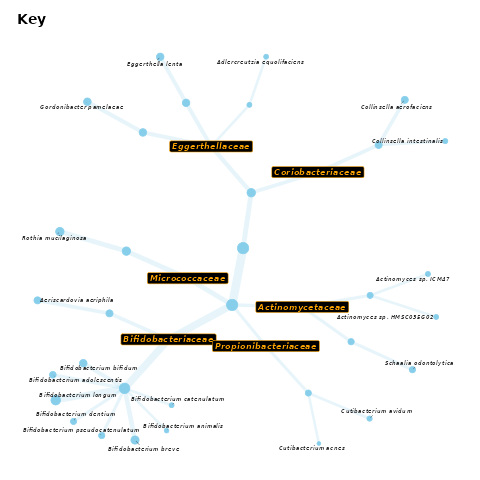 Key
Eggerthella lenta
Adlercreutzia equolifaciens
Gordonibacter pamelaeae
Collinsella aerofaciens
Collinsella intestinalis
Eggerthellaceae
Coriobacteriaceae
Rothia mucilaginosa
Micrococcaceae
Actinomyces sp. ICM47
Alscardovia acriphila
Actinomycetaceae
Actinomyces sp. HMSC035G02
Bifidobacteriaceae
Propionibacteriaceae
Schaalia odontolytica
Bifidobacterium bifidum
Bifidobacterium adolescentis
Bifidobacterium longum
Bifidobacterium catenulatum
Bifidobacterium dentium
Cutibacterium avidum
Bifidobacterium pseudocatenulatum
Bifidobacterium animalis
Bifidobacterium breve
Cutibacterium acnes